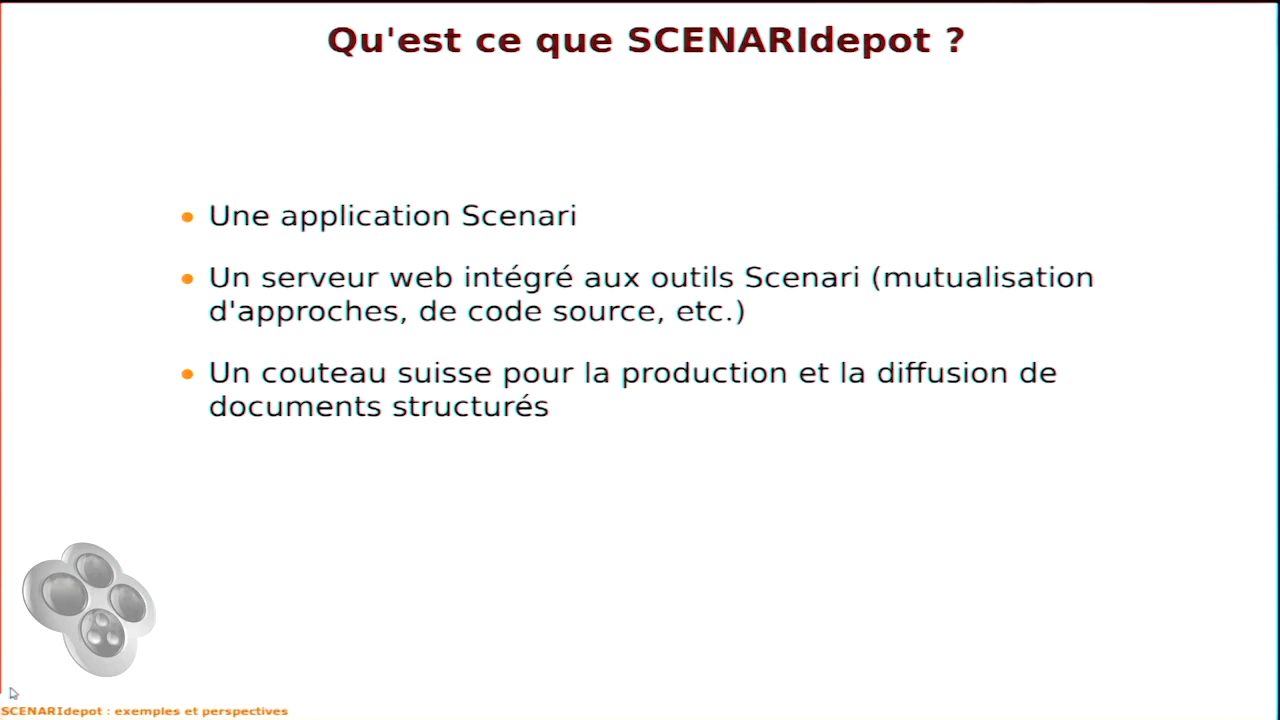 Qu'est ce que SCENARIdepot ?
Une application Scenari
Un serveur web intégré aux outils Scenari (mutualisation
d'approches, de code source, etc.)
Un couteau suisse pour la production et la diffusion de
documents structurés
SCENARIdepot : exemples et perspectives